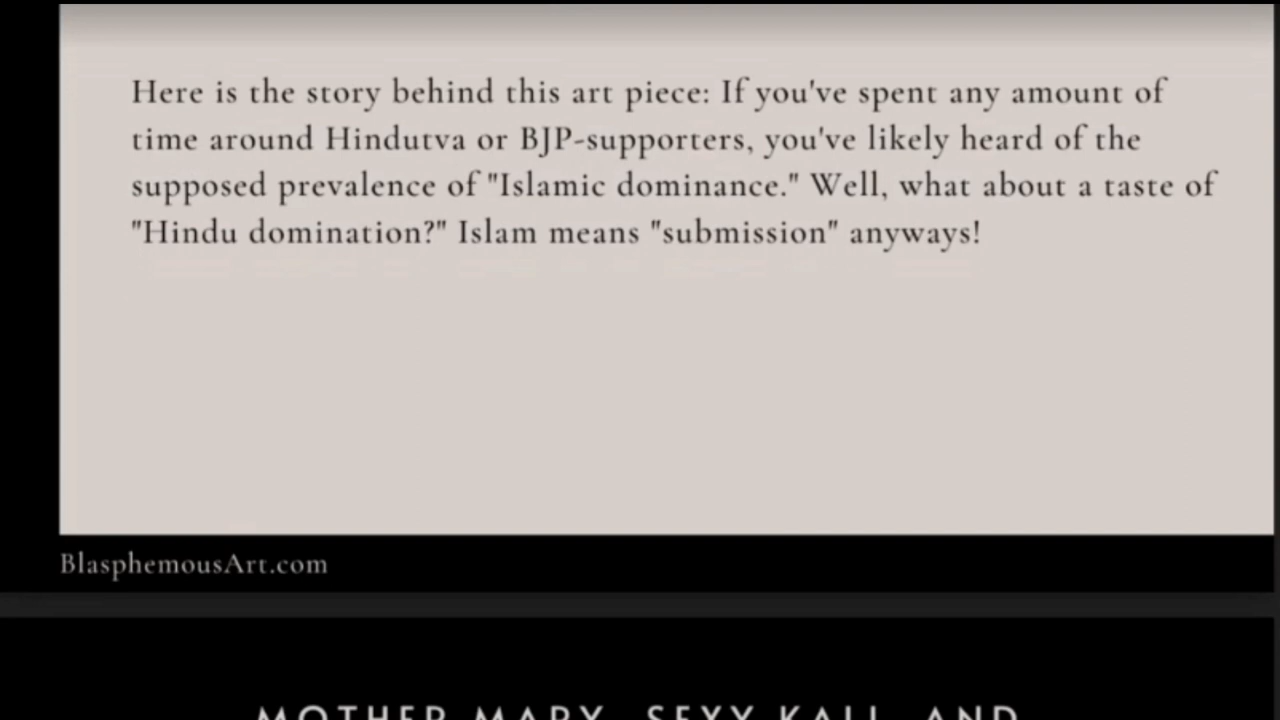 Here is the story behind this art piece: If you've spent any amount of
time around Hindutva or BJP-supporters, you've likely heard of the
supposed prevalence of "Islamic dominance." Well, what about a taste of
"Hindu domination?" Islam means "submission" anyways!
BlasphemousArt.com
MOTHER MARY, SEXY KALI, AND